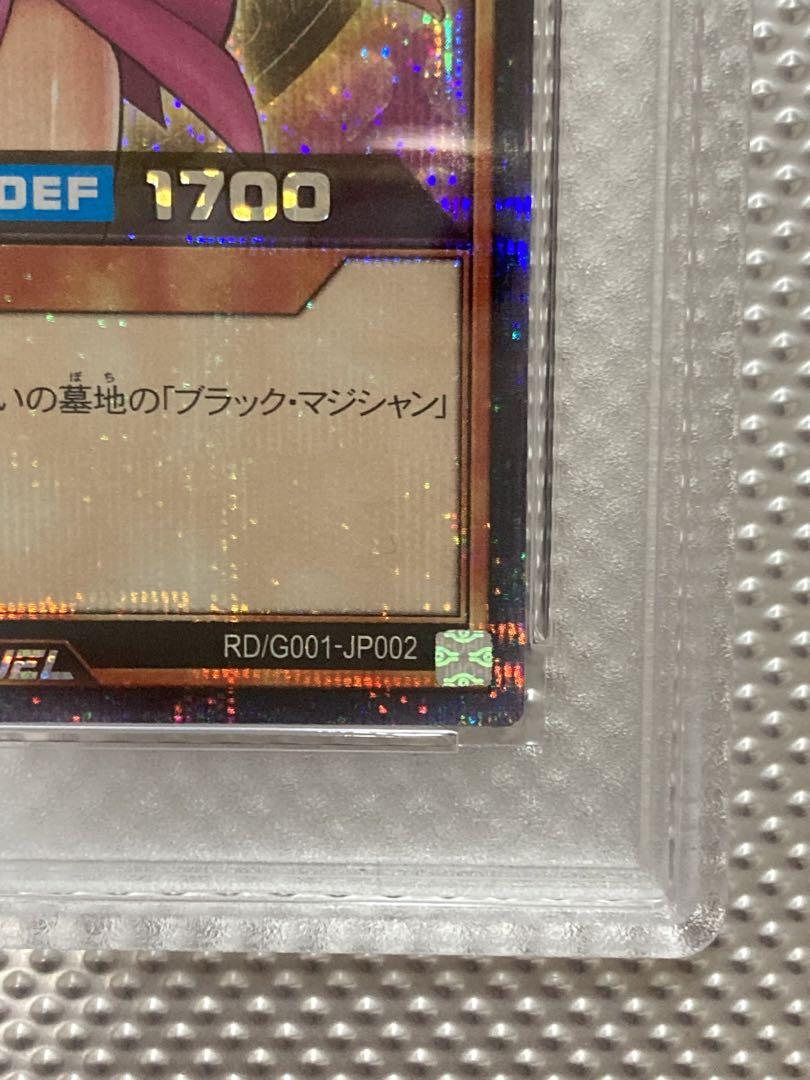 DEF 1700
いの墓地の「ブラック・マジシャン」
ぼち
RD/G001-JP002
UEL